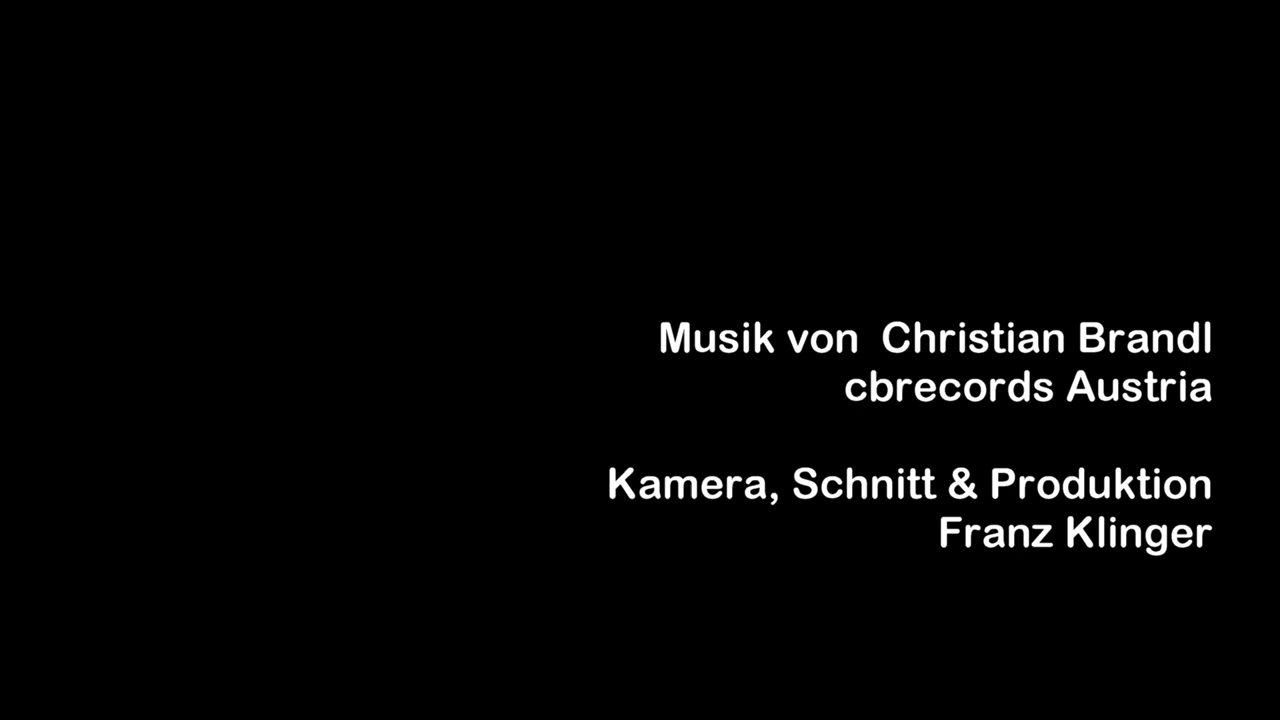 Musik von  Christian Brandl
cbrecords Austria
Kamera, Schnitt & Produktion
Franz Klinger